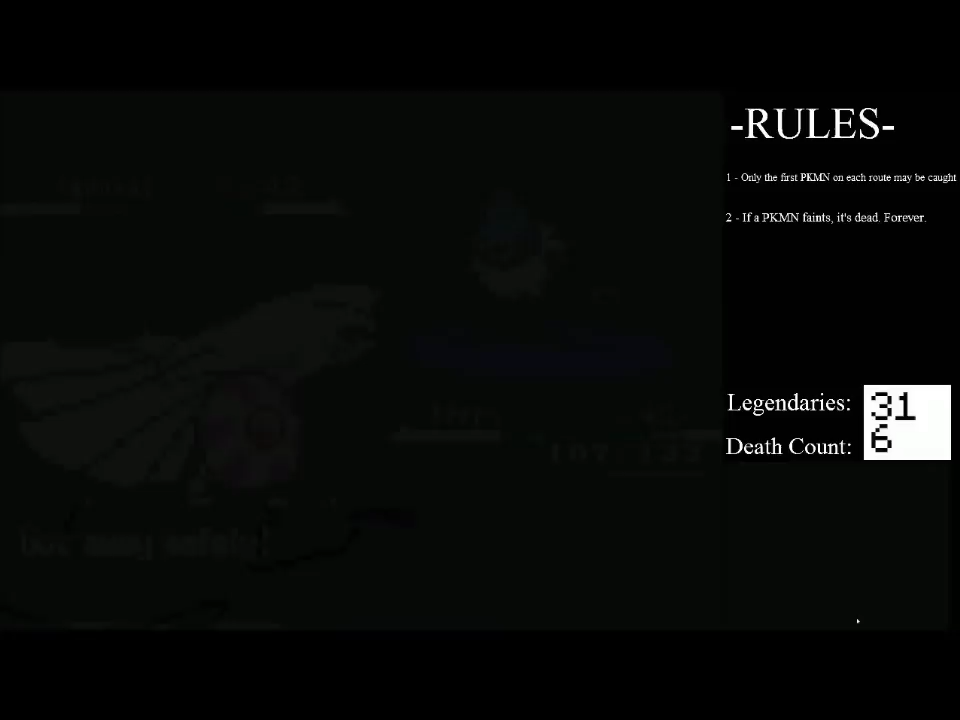 -RULES-
1 - Only the first PKMN on each route may be caught
2 - If a PKMN faints, it's dead. Forever.
Legendaries: 31
Death Count: 6
safely!